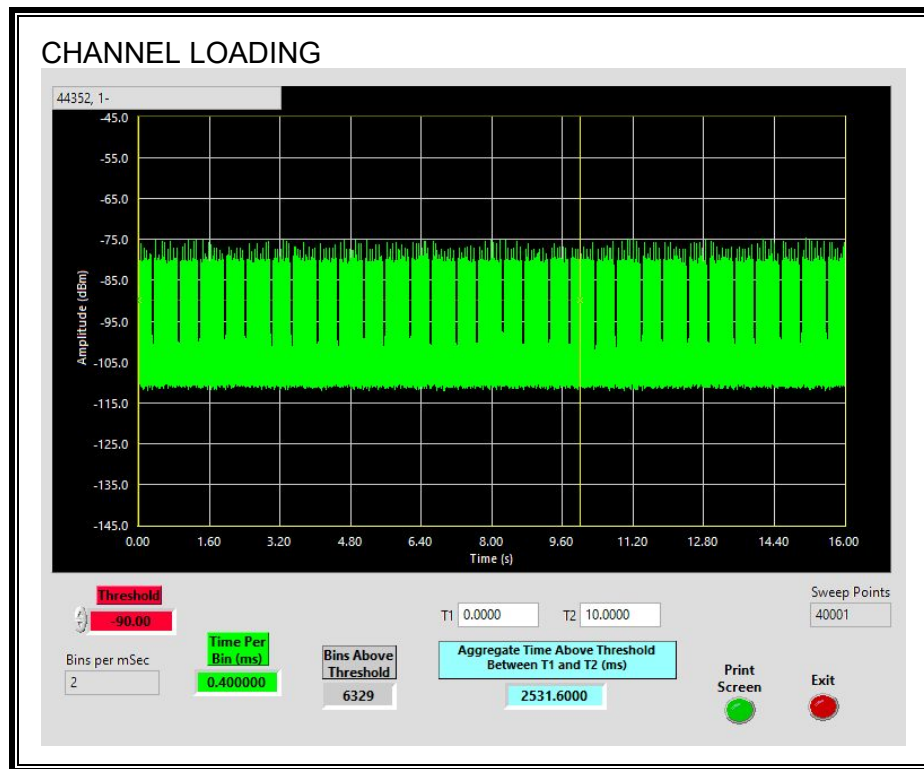 CHANNEL LOADING
44352, 1-
-45.0
-55.0
-65.0
-75.0
-85.0
-95.0
-105.0
-115.0
-125.0
-135.0
-145.0
Amplitude (dBm)
0.00 1.60 3.20 4.80 6.40 8.00 9.60 11.20 12.80 14.40 16.00
Time (s)
Threshold
-90.00
Bins per mSec
2
Time Per
Bin (ms)
0.400000
Bins Above
Threshold
6329
T1 0.0000 T2 10.0000
Aggregate Time Above Threshold
Between T1 and T2 (ms)
2531.6000
Sweep Points
40001
Print
Screen
Exit